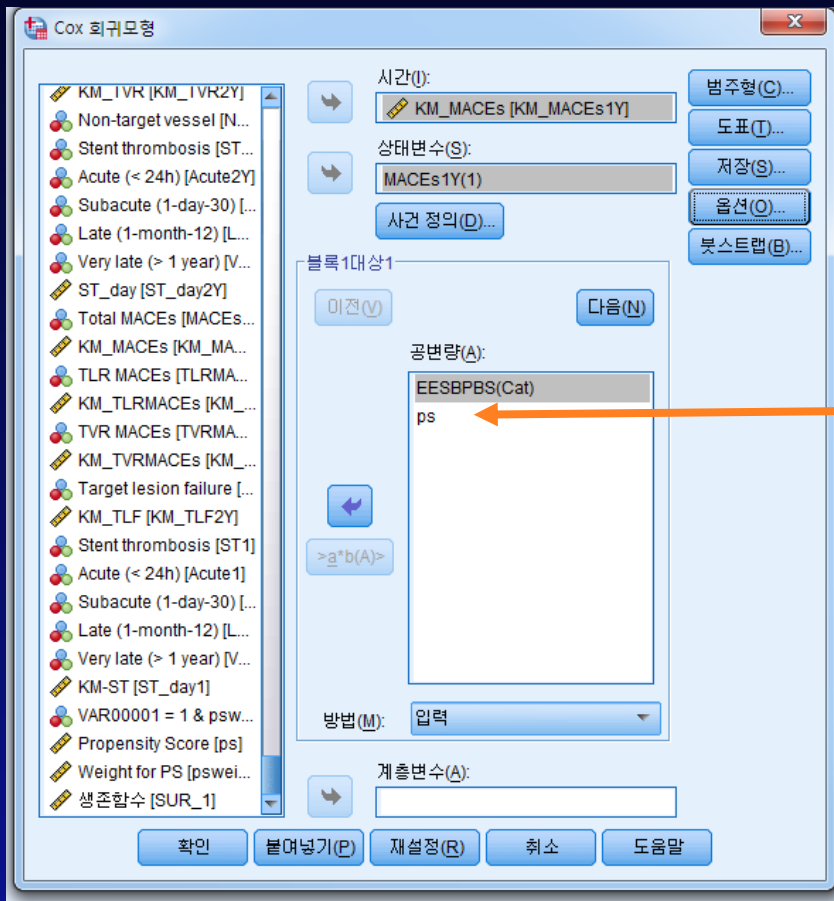 Cox 회귀모형
KM_TVR [KM_TVR2Y]
Non-target vessel [N...
Stent thrombosis [ST...
Acute (< 24h) [Acute2Y]
Subacute (1-day-30) [...
Late (1-month-12) [L...
Very late (> 1 year) [V...
ST_day [ST_day2Y]
Total MACEs [MACEs...
KM_MACEs [KM_MA...
TLR MACEs [TLRMA...
KM_TLRMACEs [KM_...
TVR MACEs [TVRMA...
KM_TVRMACEs [KM_...
Target lesion failure [...
KM_TLF [KM_TLF2Y]
Stent thrombosis [ST1]
Acute (< 24h) [Acute1]
Subacute (1-day-30) [...
Late (1-month-12) [L...
Very late (> 1 year) [V...
KM-ST [ST_day1]
VAR00001 = 1 & psw...
Propensity Score [ps]
Weight for PS [pswei...
생존함수 [SUR_1]
시간(I):
KM_MACEs [KM_MACEs1Y]
상태변수(S):
MACEs1Y(1)
사건 정의(D)...
블록1대상1
이전(V)
다음(N)
공변량(A):
EESBPBS(Cat)
ps
>a*b(A)>
방법(M):
입력
계층변수(A):
범주형(C)...
도표(T)...
저장(S)...
옵션(O)...
붓스트랩(B)...
확인
붙여넣기(P)
재설정(R)
취소
도움말